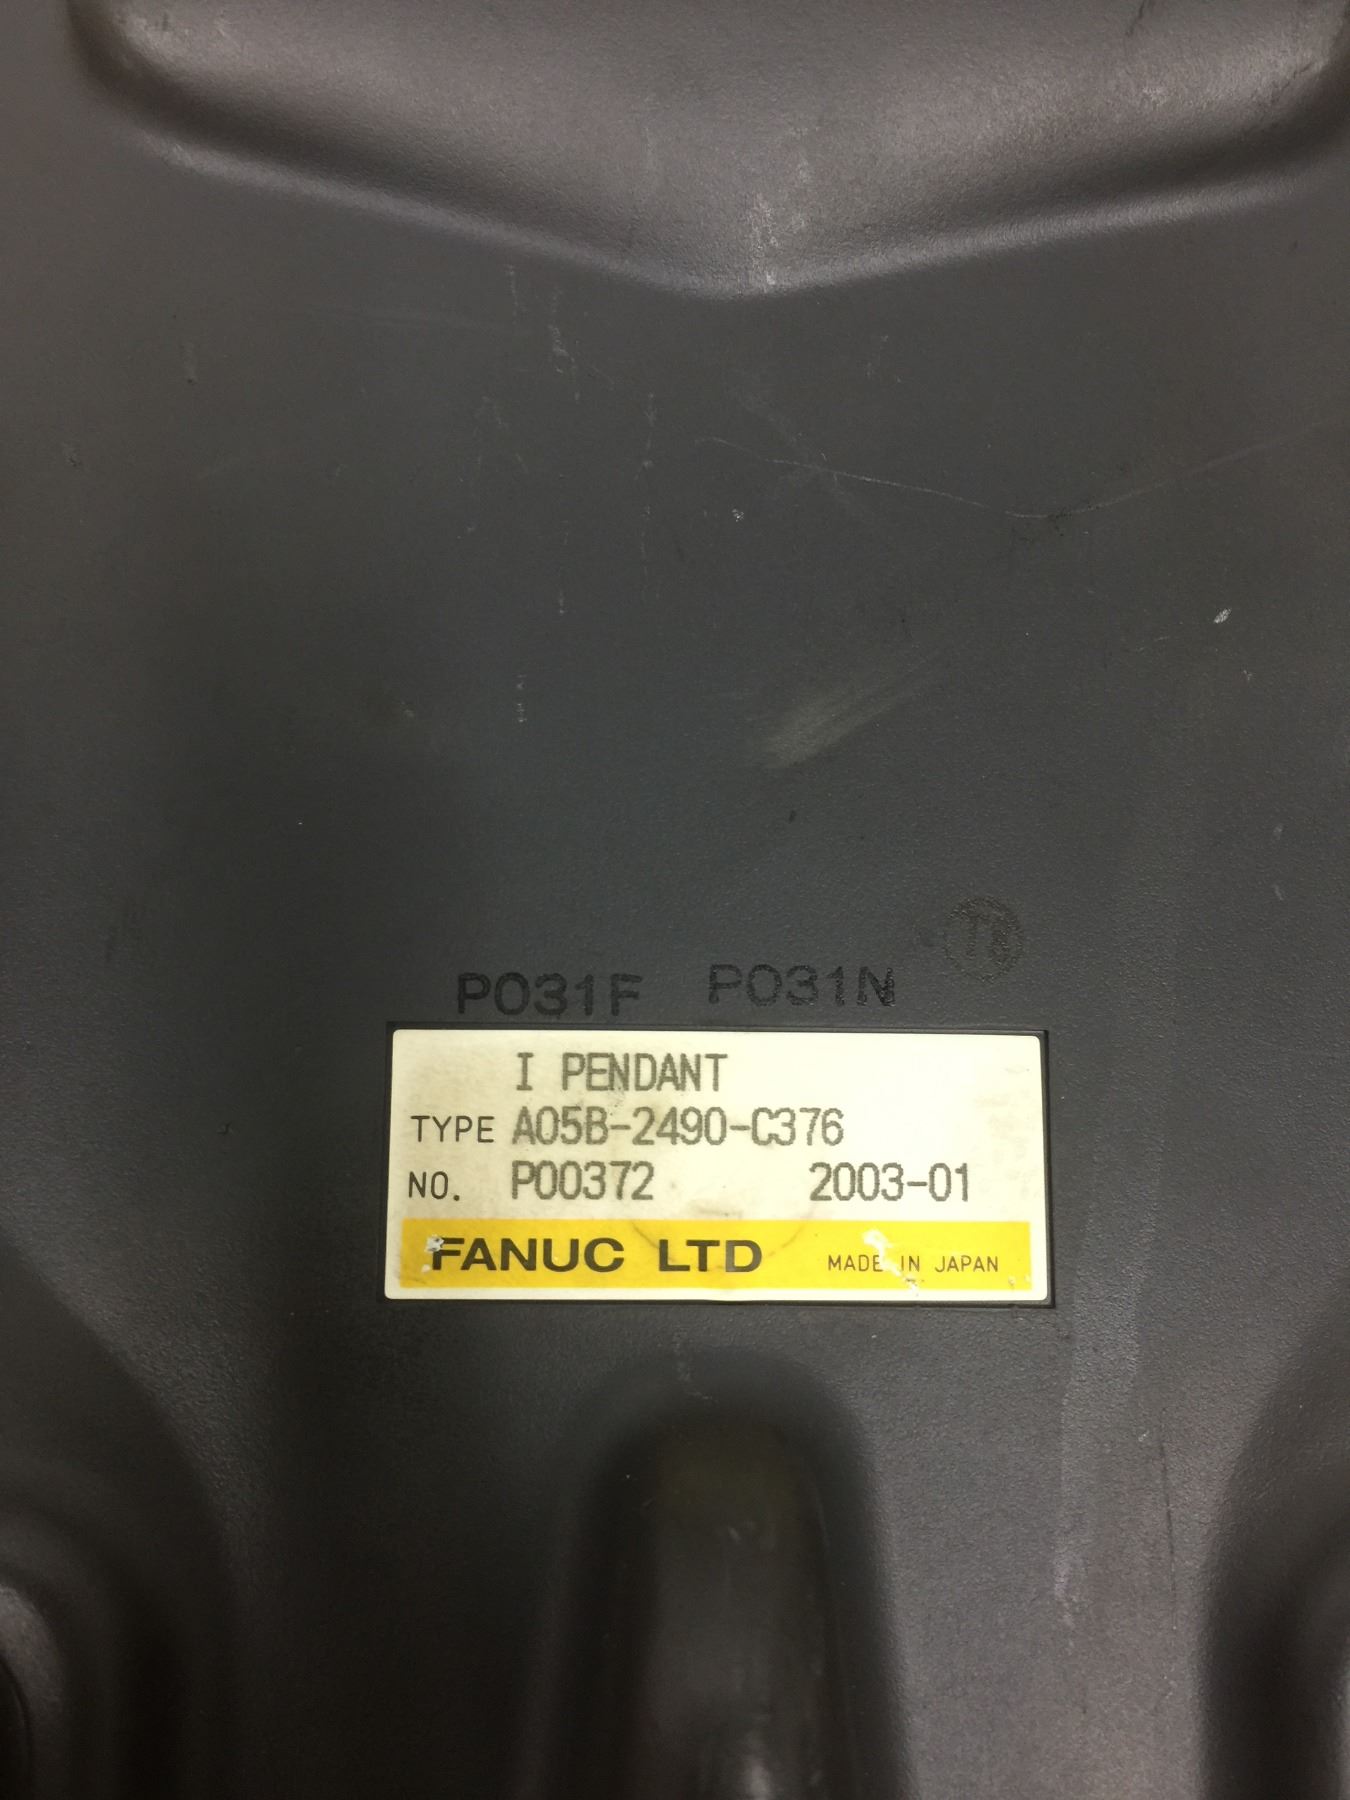 P031F P031N
I PENDANT
TYPE A05B-2490-C376
NO. P00372 2003-01
FANUC LTD MADE IN JAPAN